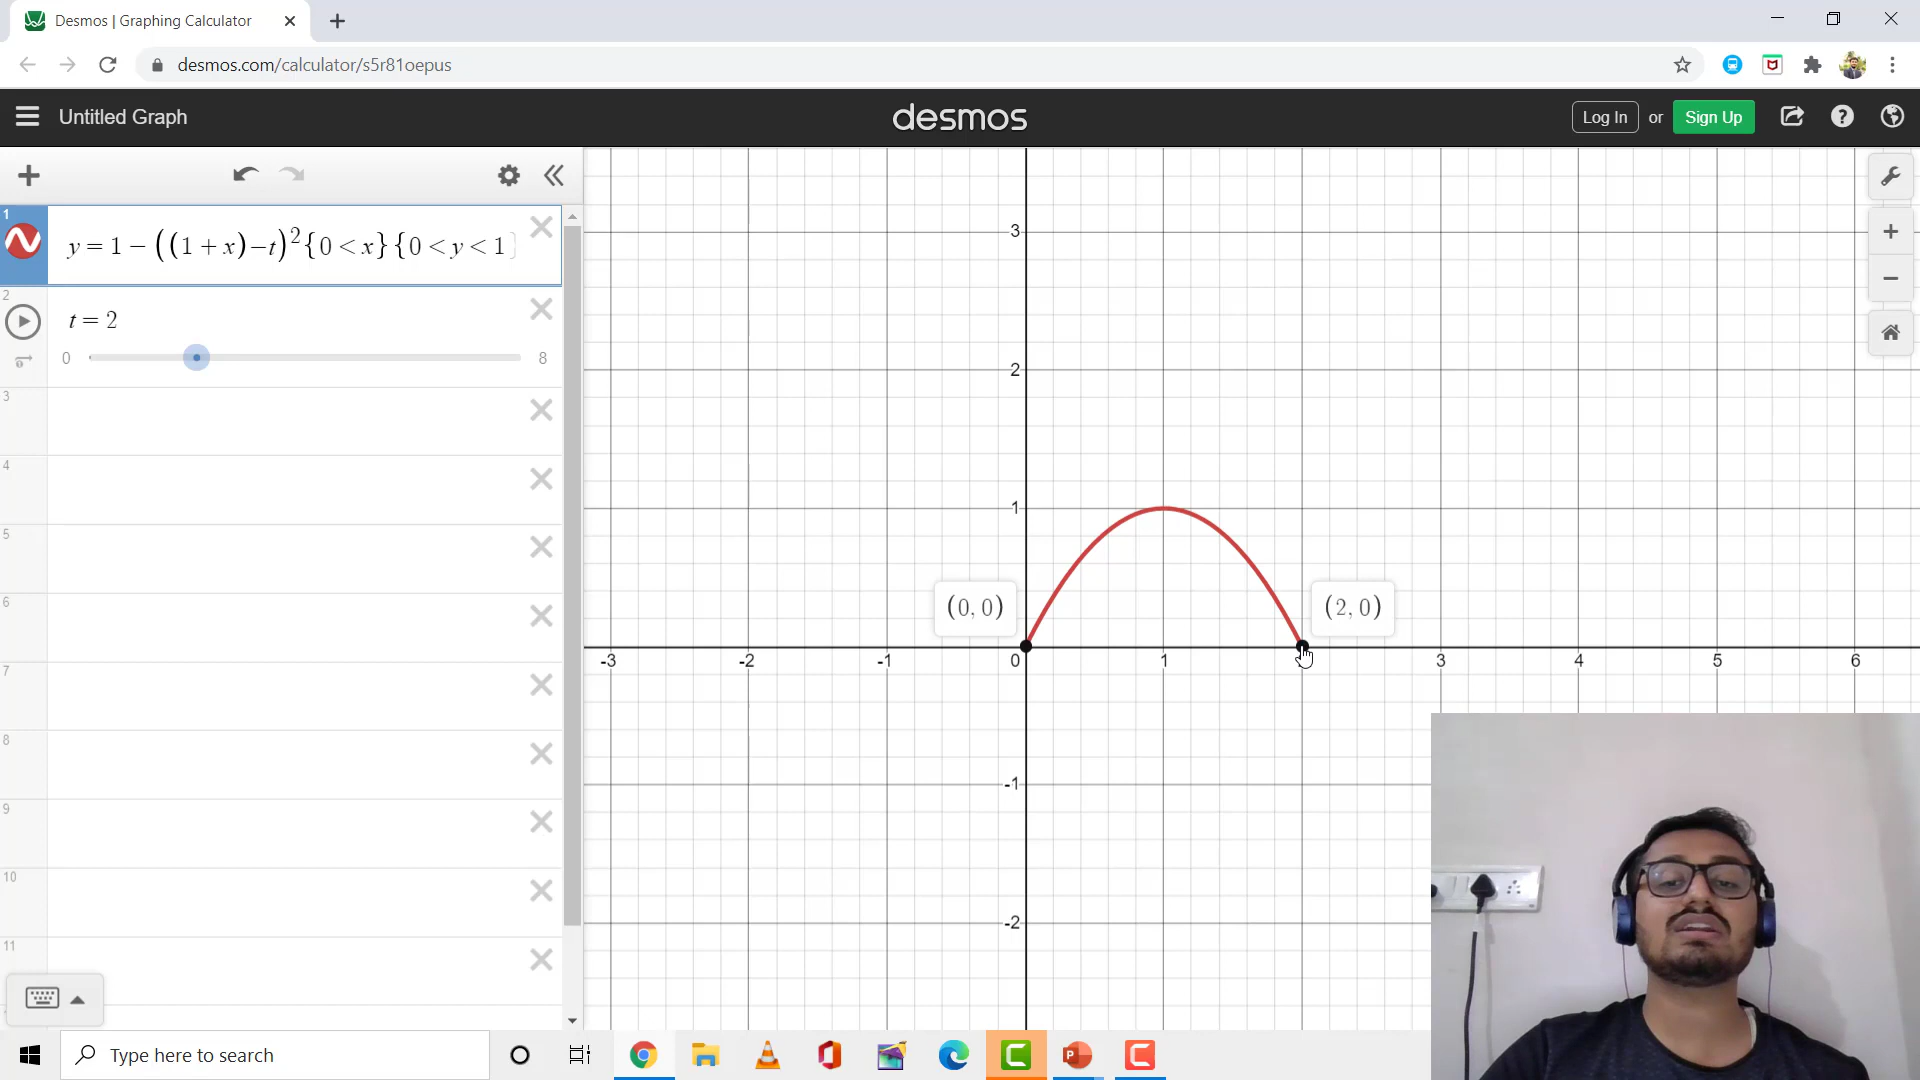 Desmos | Graphing Calculator
desmos.com/calculator/s5r81oepus
Untitled Graph
desmos
Log In or Sign Up
1
y = 1 − ((1 + x) − t)² {0 < x} {0 < y < 1}
2
t = 2
0 8
3
4
5
6
7
8
9
10
11
3
2
1
(0, 0)
(2, 0)
-3 -2 -1 0 1 3 4 5 6
-1
-2
Type here to search